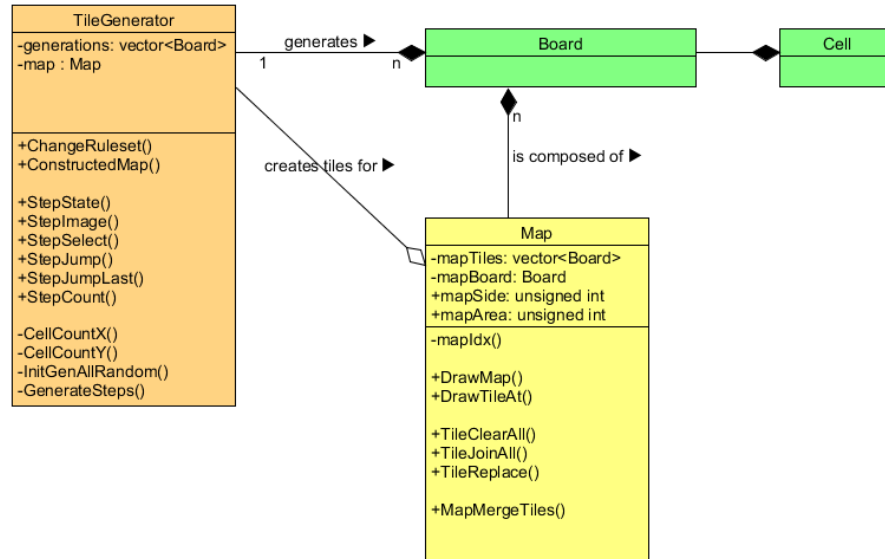 TileGenerator
-generations: vector<Board>
-map : Map
+ChangeRuleset()
+ConstructedMap()
+StepState()
+StepImage()
+StepSelect()
+StepJump()
+StepJumpLast()
+StepCount()
-CellCountX()
-CellCountY()
-InitGenAllRandom()
-GenerateSteps()
generates ▶
1
n
Board
Cell
n
is composed of ▶
creates tiles for ▶
Map
-mapTiles: vector<Board>
-mapBoard: Board
+mapSide: unsigned int
+mapArea: unsigned int
-mapIdx()
+DrawMap()
+DrawTileAt()
+TileClearAll()
+TileJoinAll()
+TileReplace()
+MapMergeTiles()